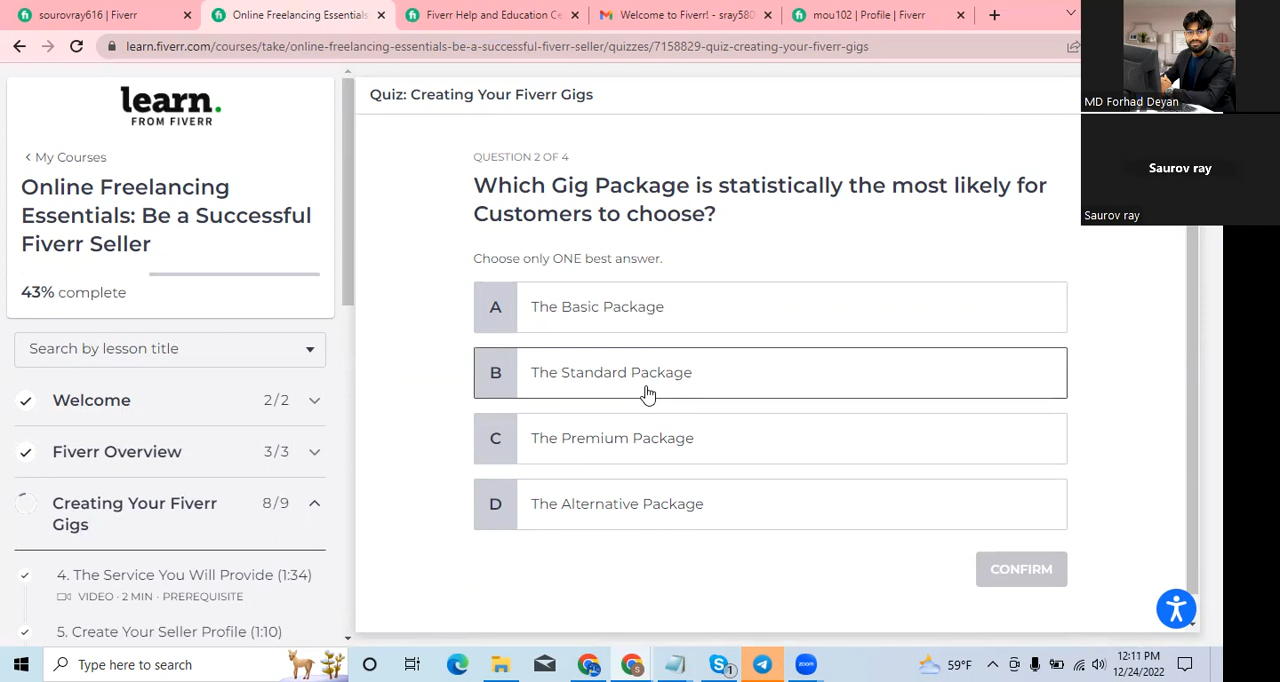 sourovray616 | Fiverr
Online Freelancing Essentials
Fiverr Help and Education Ce
Welcome to Fiverr! - sray580
mou102 | Profile | Fiverr
learn.fiverr.com/courses/take/online-freelancing-essentials-be-a-successful-fiverr-seller/quizzes/7158829-quiz-creating-your-fiverr-gigs
MD Forhad Deyan
Saurov ray
Saurov ray
learn.
FROM FIVERR
My Courses
Online Freelancing
Essentials: Be a Successful
Fiverr Seller
43% complete
Search by lesson title
Welcome 2/2
Fiverr Overview 3/3
Creating Your Fiverr 8/9
Gigs
4. The Service You Will Provide (1:34)
VIDEO · 2 MIN · PREREQUISITE
5. Create Your Seller Profile (1:10)
Quiz: Creating Your Fiverr Gigs
QUESTION 2 OF 4
Which Gig Package is statistically the most likely for
Customers to choose?
Choose only ONE best answer.
A The Basic Package
B The Standard Package
C The Premium Package
D The Alternative Package
CONFIRM
Type here to search
S
1
zoom
59°F
12:11 PM
12/24/2022